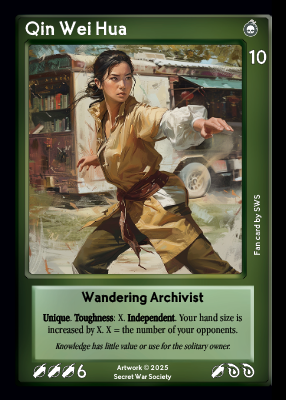 Qin Wei Hua
10
Fan card by SWS
Wandering Archivist
Unique. Toughness: X. Independent. Your hand size is
increased by X. X = the number of your opponents.
Knowledge has little value or use for the solitary owner.
6
Artwork © 2025
Secret War Society